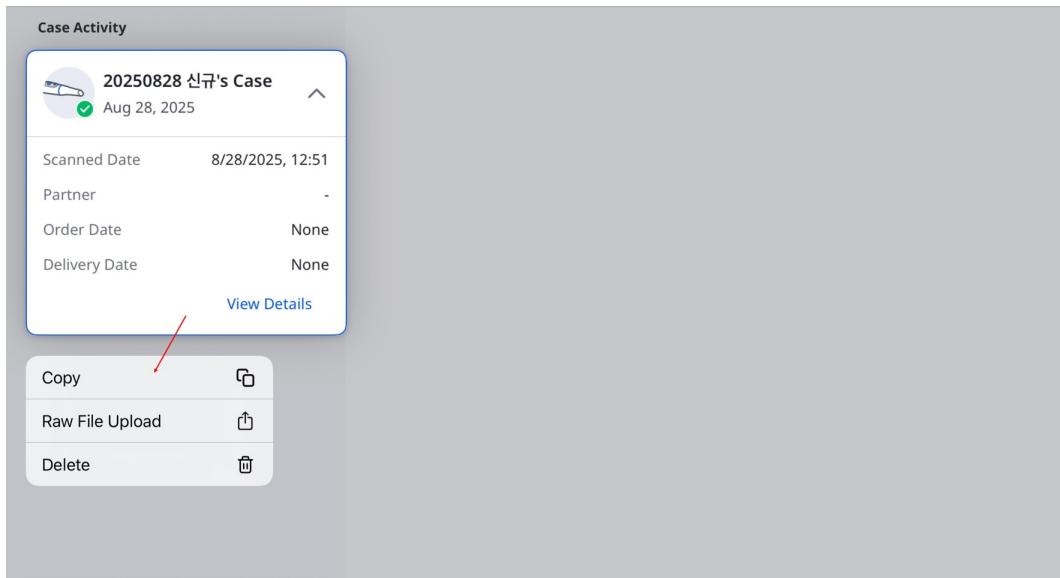 Case Activity
20250828 신규's Case
Aug 28, 2025
Scanned Date 8/28/2025, 12:51
Partner -
Order Date None
Delivery Date None
View Details
Copy
Raw File Upload
Delete